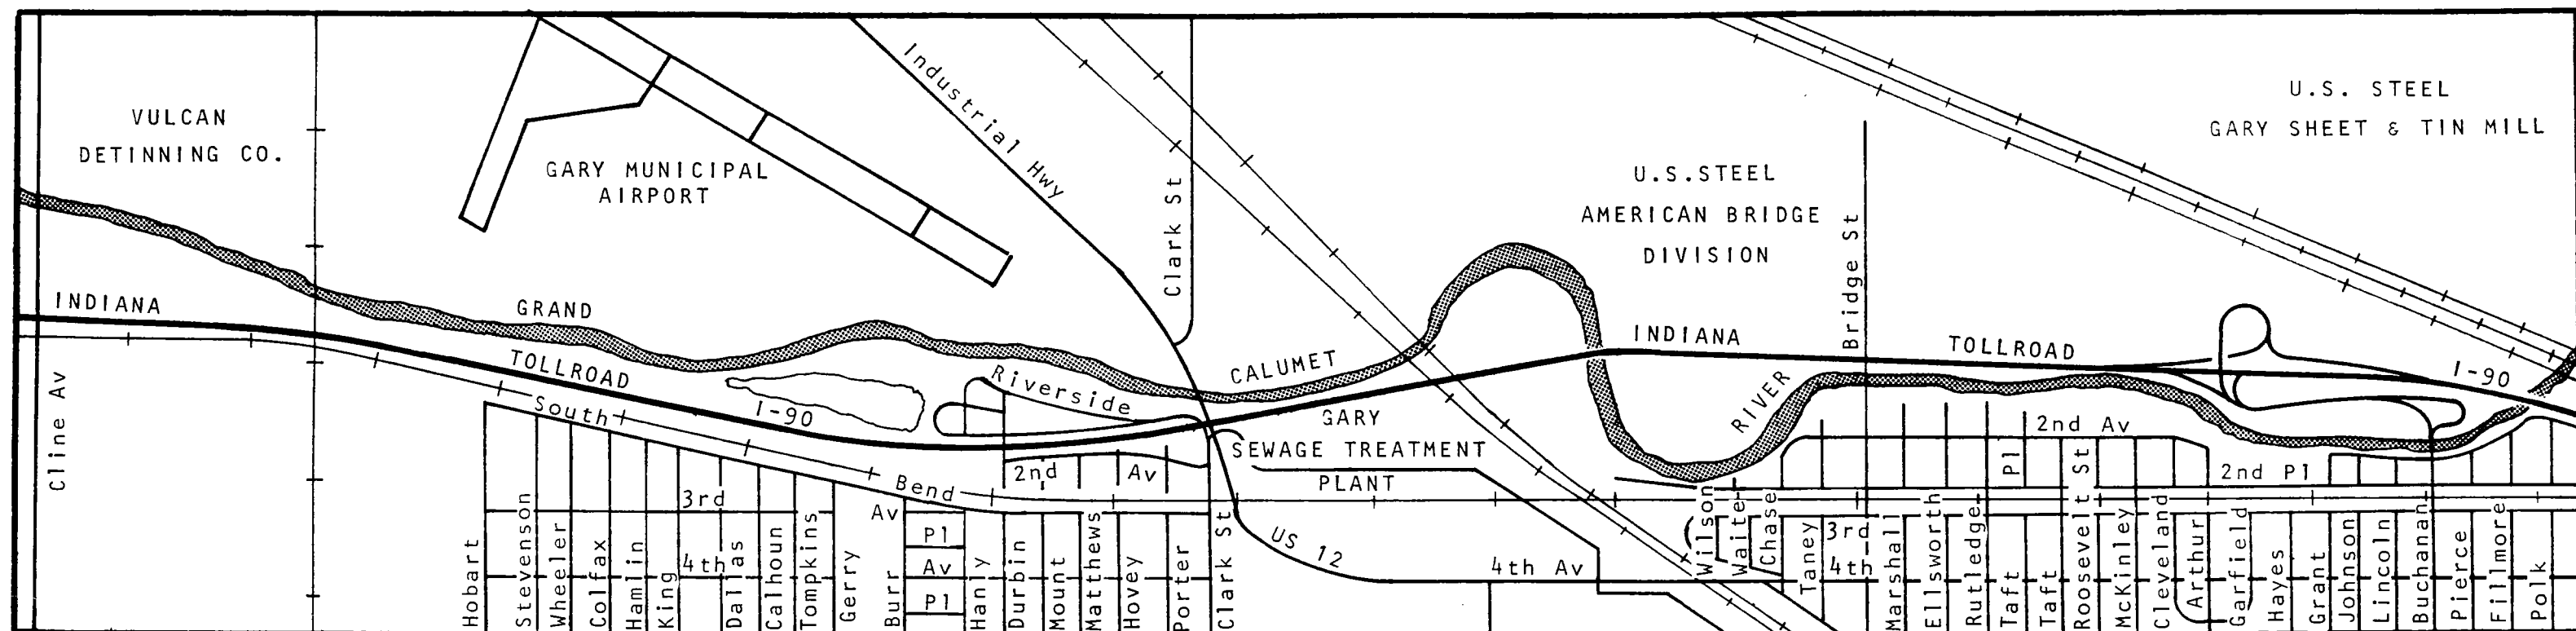 VULCAN
DETINNING CO.
GARY MUNICIPAL
AIRPORT
Industrial Hwy
Clark St
U.S.STEEL
AMERICAN BRIDGE
DIVISION
Bridge St
U.S. STEEL
GARY SHEET & TIN MILL
INDIANA
TOLLROAD
I-90
GRAND
CALUMET
RIVER
INDIANA
TOLLROAD
I-90
Cline Av
South
Bend
Av
Riverside
2nd Av
GARY
SEWAGE TREATMENT
PLANT
2nd Av
2nd Pl
3rd
4th
Pl
Av
Pl
US 12
4th Av
3rd
4th
Hobart
Stevenson
Wheeler
Colfax
Hamlin
King
Dallas
Calhoun
Tompkins
Gerry
Burr
Hanly
Durbin
Mount
Matthews
Hovey
Porter
Clark St
Wilson
Waite
Chase
Taney
Marshall
Ellsworth
Rutledge
Taft Pl
Taft
Roosevelt St
McKinley
Cleveland
Arthur
Garfield
Hayes
Grant
Johnson
Lincoln
Buchanan
Pierce
Fillmore
Polk